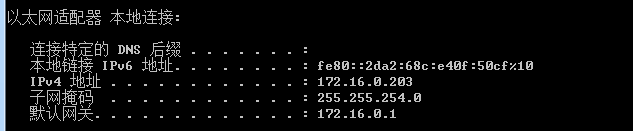 以太网适配器 本地连接:
连接特定的 DNS 后缀 . . . . . . . :
本地链接 IPv6 地址. . . . . . . . : fe80::2da2:68c:e40f:50cf%10
IPv4 地址 . . . . . . . . . . . . : 172.16.0.203
子网掩码 . . . . . . . . . . . . : 255.255.254.0
默认网关. . . . . . . . . . . . . : 172.16.0.1